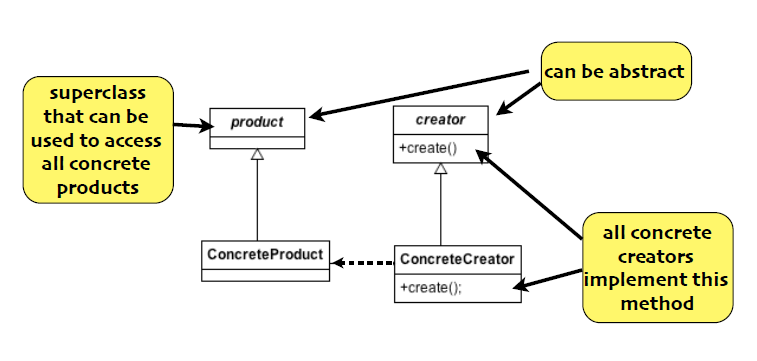 can be abstract
superclass
that can be
used to access
all concrete
products
product
creator
+create()
ConcreteProduct
ConcreteCreator
+create();
all concrete
creators
implement this
method